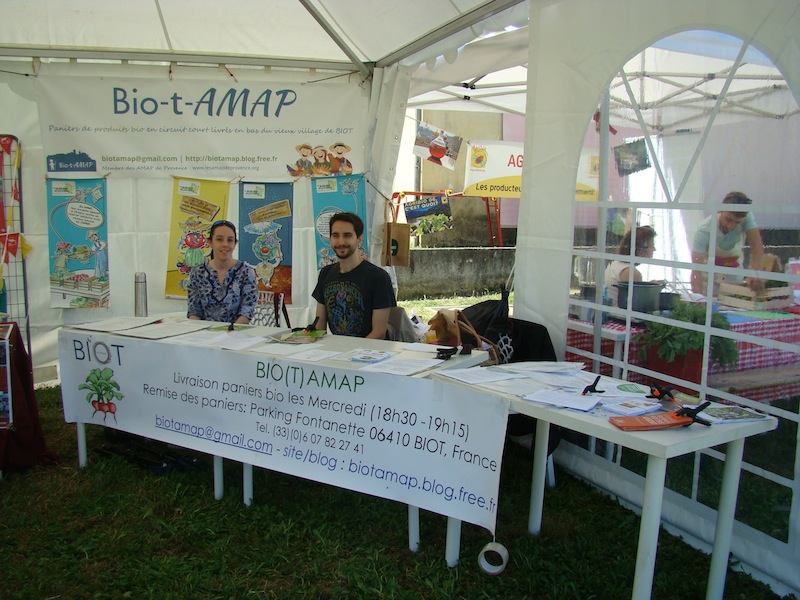 Bio-t-AMAP
Paniers de produits bio en circuit court livrés en bas du vieux village de BIOT
biotamap@gmail.com | http://biotamap.blog.free.fr
Membre des AMAP de Provence - www.lesamapdeprovence.org
Bio-t-AMAP
AG
Les producteurs
C'EST QUOI
BIOT
BIO(T)AMAP
Livraison paniers bio les Mercredi (18h30 -19h15)
Remise des paniers: Parking Fontanette 06410 BIOT, France
Tel. (33)(0)6 07 82 27 41
biotamap@gmail.com - site/blog : biotamap.blog.free.fr